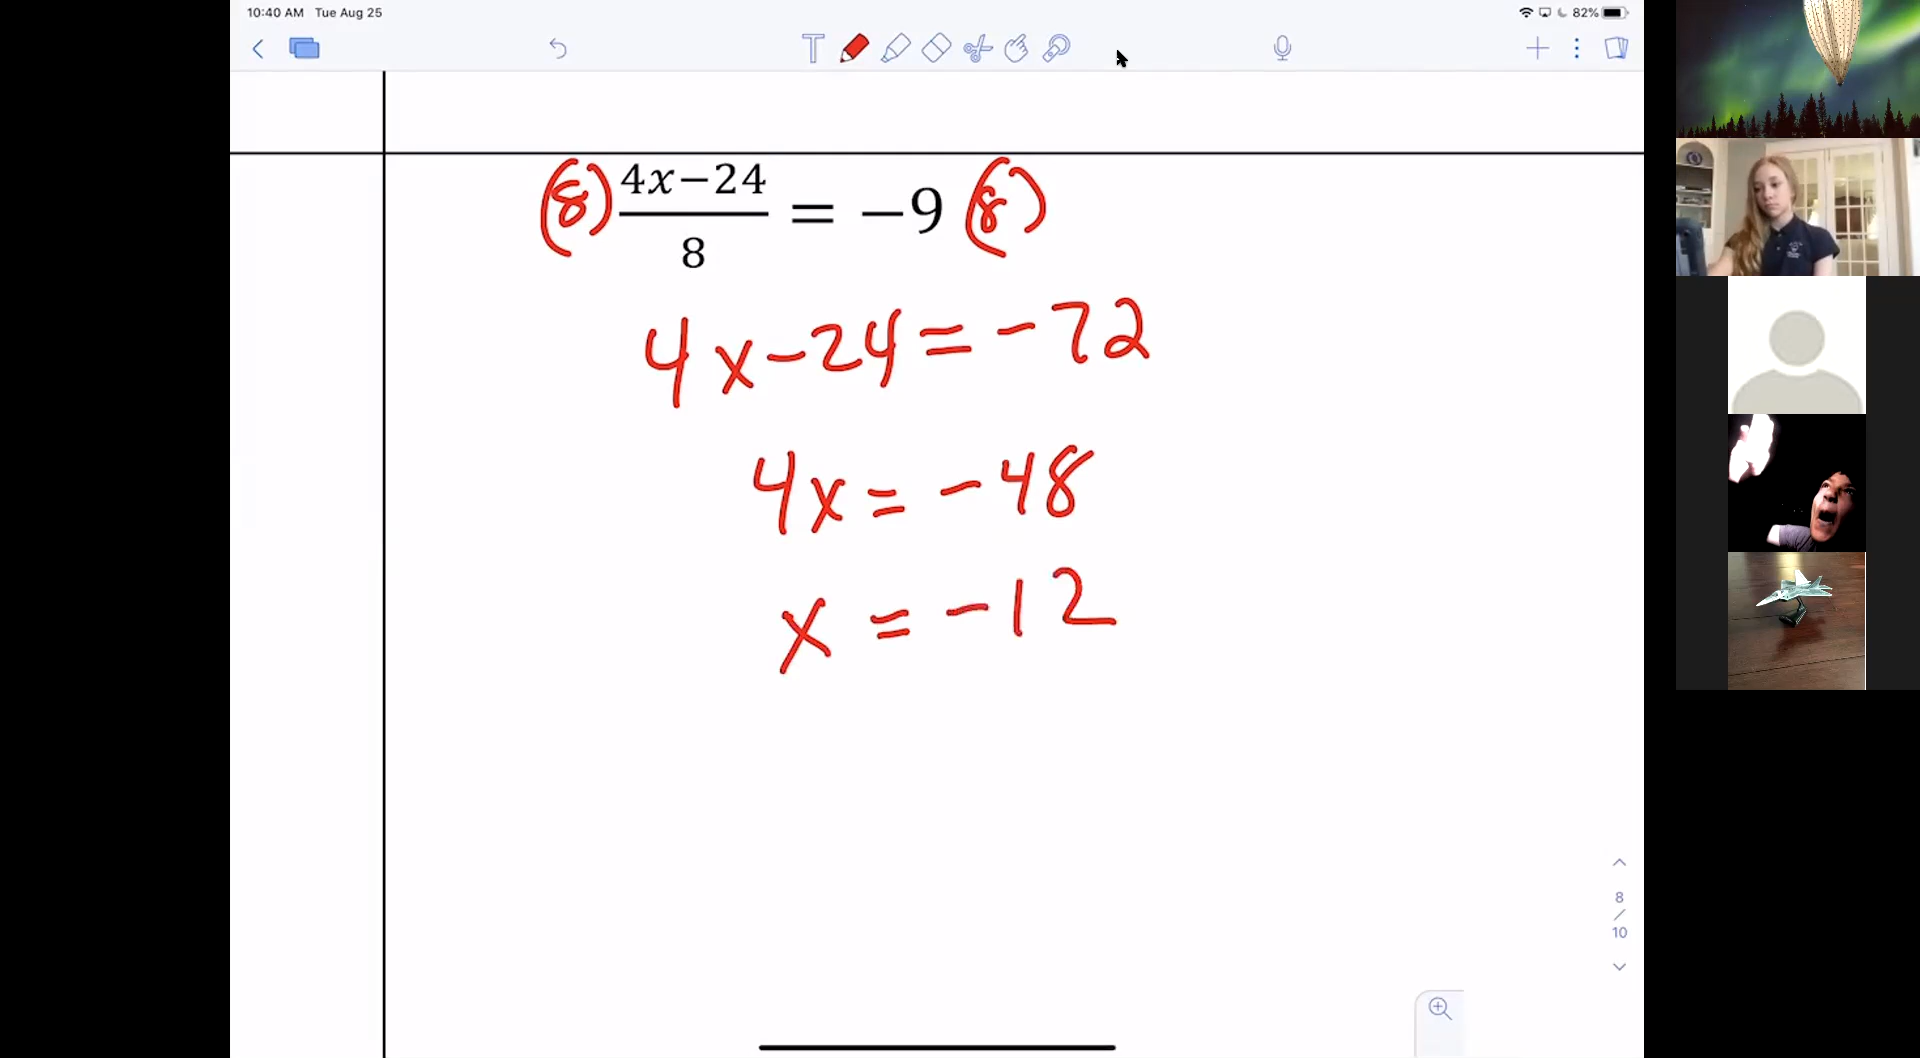 10:40 AM Tue Aug 25
82%
T
(8) 4x−24 / 8 = −9 (8)
4x-24=-72
4x=-48
x=-12
8
/
10